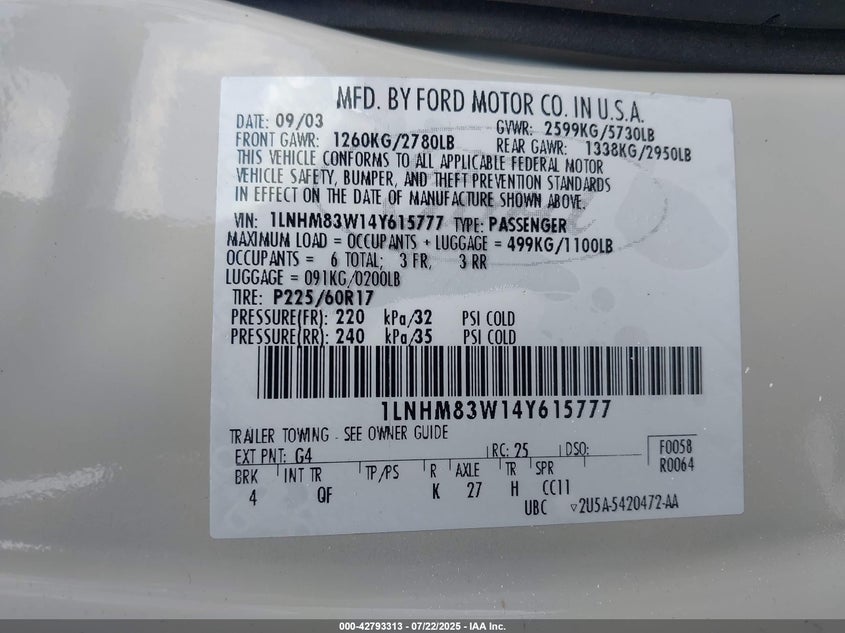 MFD. BY FORD MOTOR CO. IN U.S.A.
DATE: 09/03 GVWR: 2599KG/5730LB
FRONT GAWR: 1260KG/2780LB REAR GAWR: 1338KG/2950LB
THIS VEHICLE CONFORMS TO ALL APPLICABLE FEDERAL MOTOR
VEHICLE SAFETY, BUMPER, AND THEFT PREVENTION STANDARDS
IN EFFECT ON THE DATE OF MANUFACTURE SHOWN ABOVE.
VIN: 1LNHM83W14Y615777 TYPE: PASSENGER
MAXIMUM LOAD = OCCUPANTS + LUGGAGE = 499KG/1100LB
OCCUPANTS = 6 TOTAL; 3 FR, 3 RR
LUGGAGE = 091KG/0200LB
TIRE: P225/60R17
PRESSURE(FR): 220 kPa/32 PSI COLD
PRESSURE(RR): 240 kPa/35 PSI COLD
1LNHM83W14Y615777
TRAILER TOWING - SEE OWNER GUIDE
EXT PNT: G4 RC: 25 DSO: F0058
BRK INT TR TP/PS R AXLE TR SPR R0064
4 QF K 27 H CC11
UBC 2U5A-5420472-AA
000-42793313 - 07/22/2025 - IAA Inc.